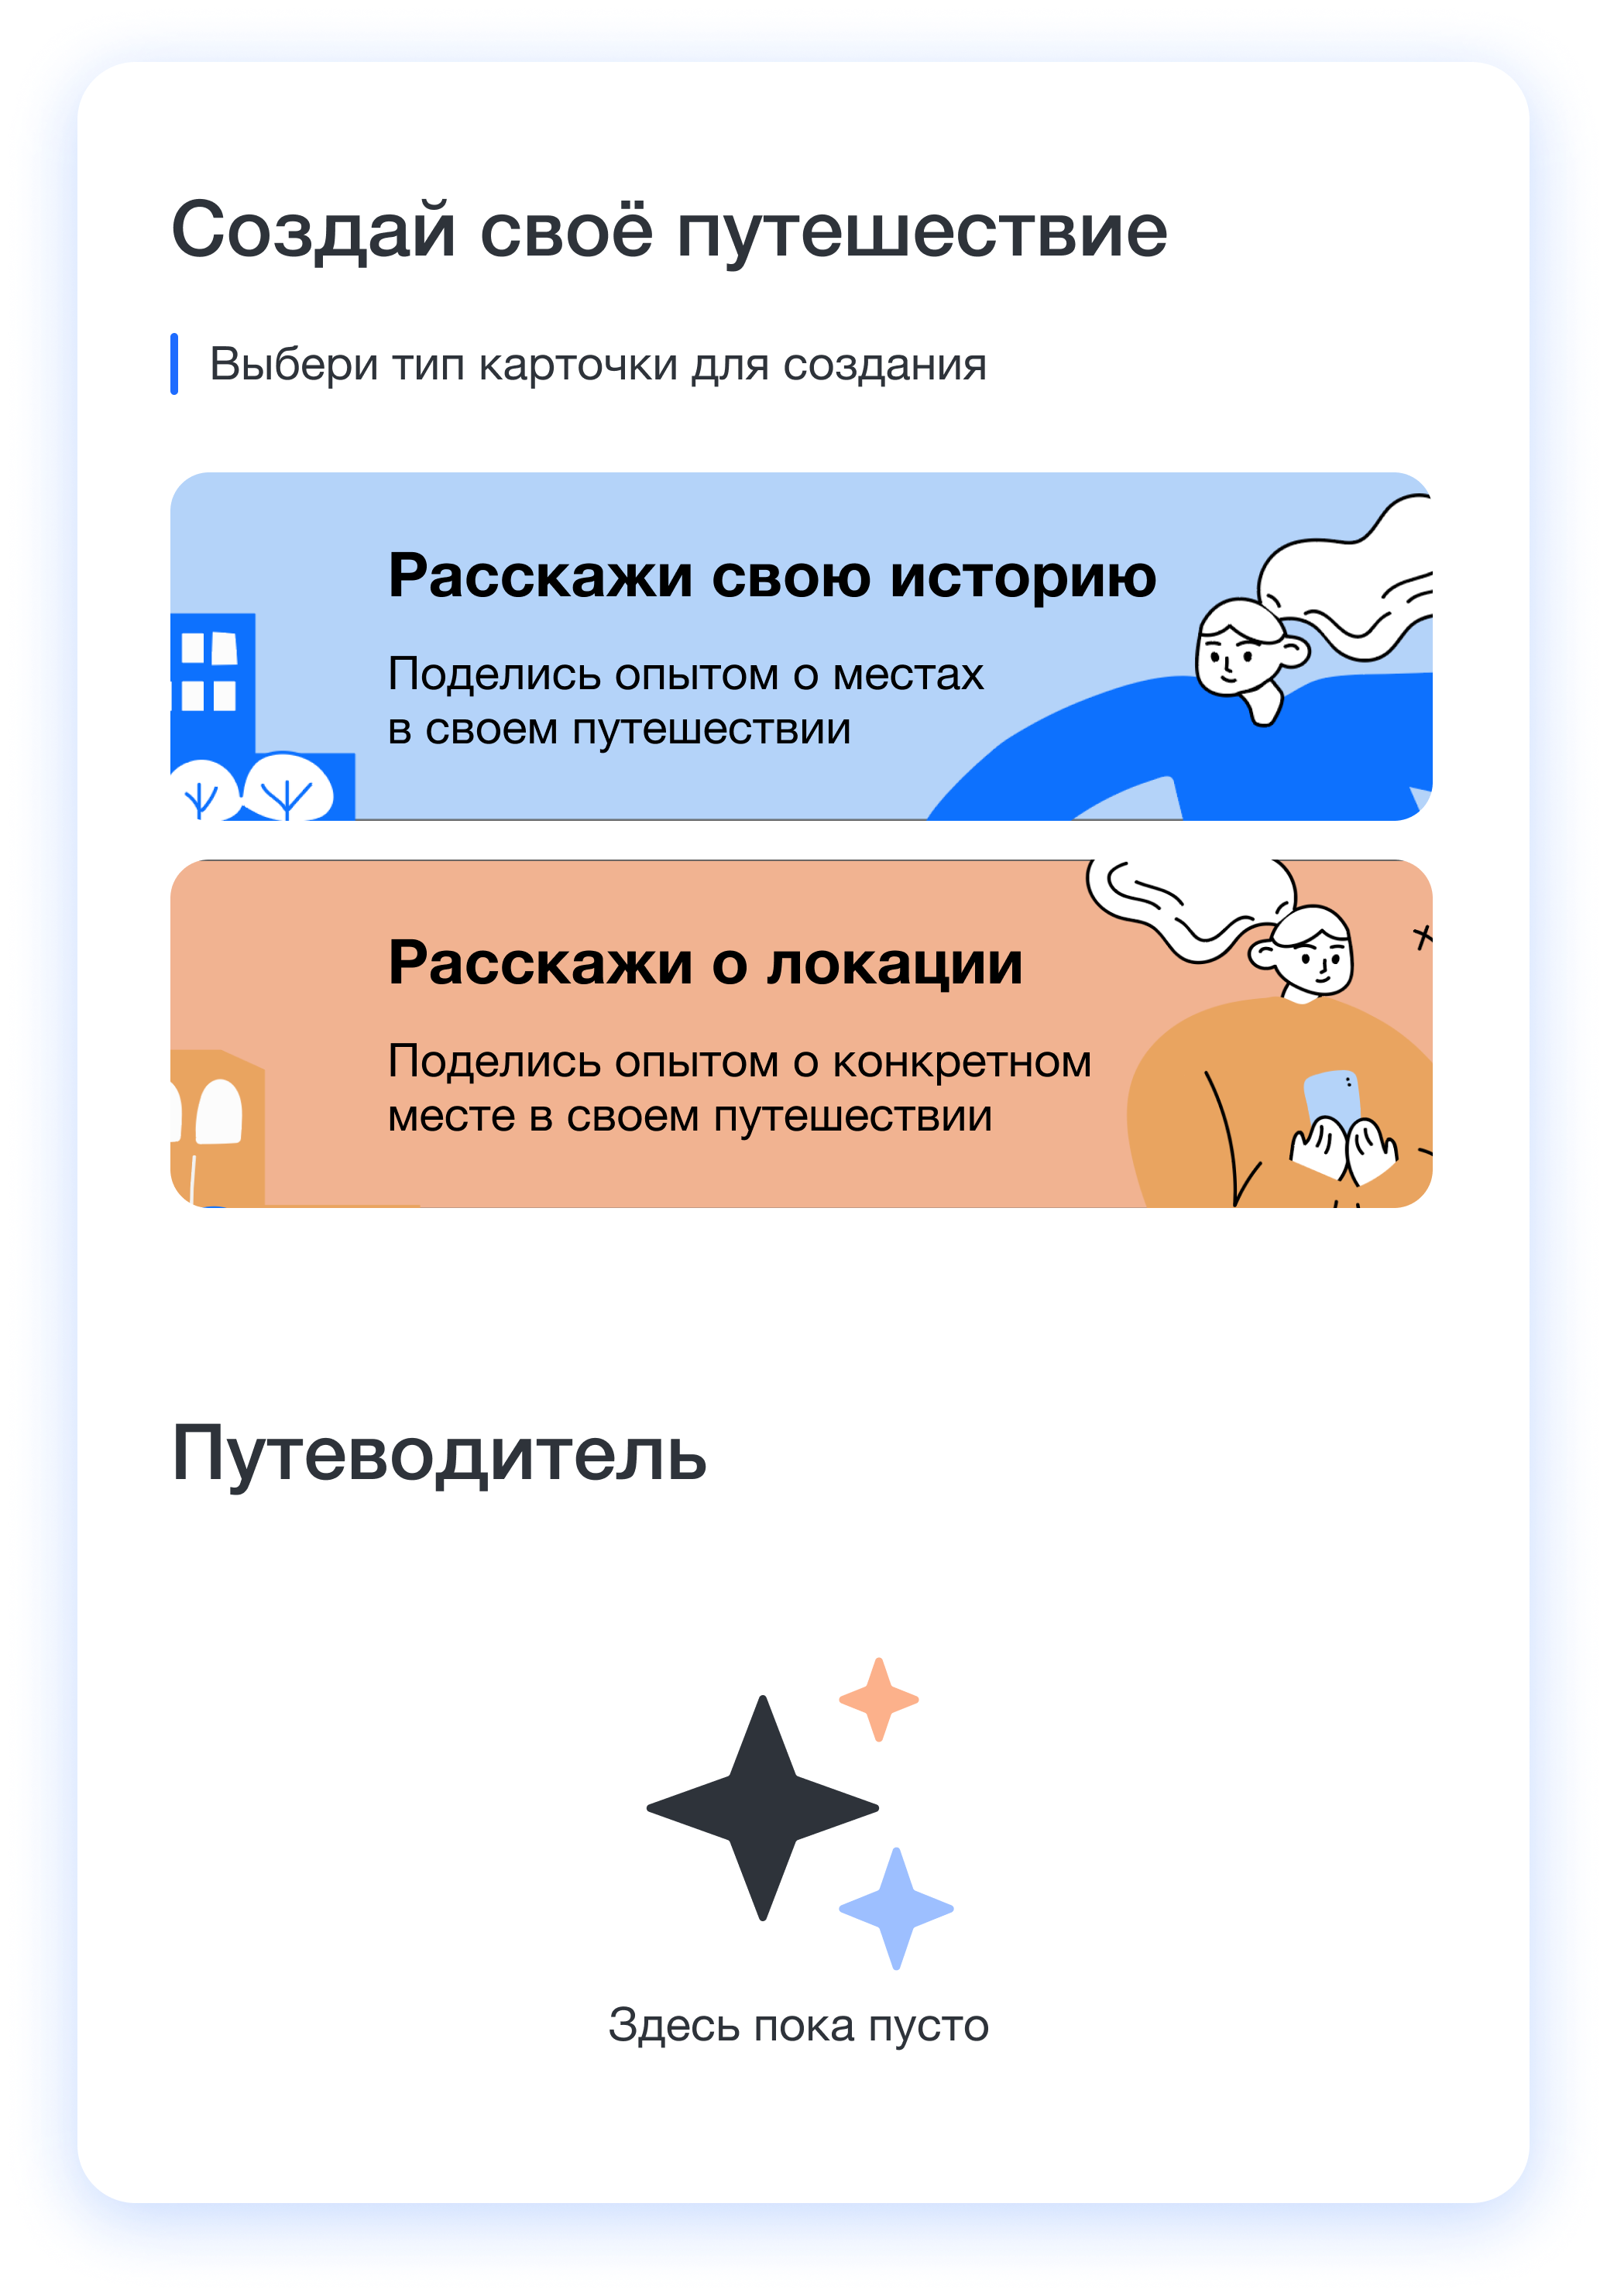 Создай своё путешествие
Выбери тип карточки для создания
Расскажи свою историю
Поделись опытом о местах
в своем путешествии
Расскажи о локации
Поделись опытом о конкретном
месте в своем путешествии
Путеводитель
Здесь пока пусто